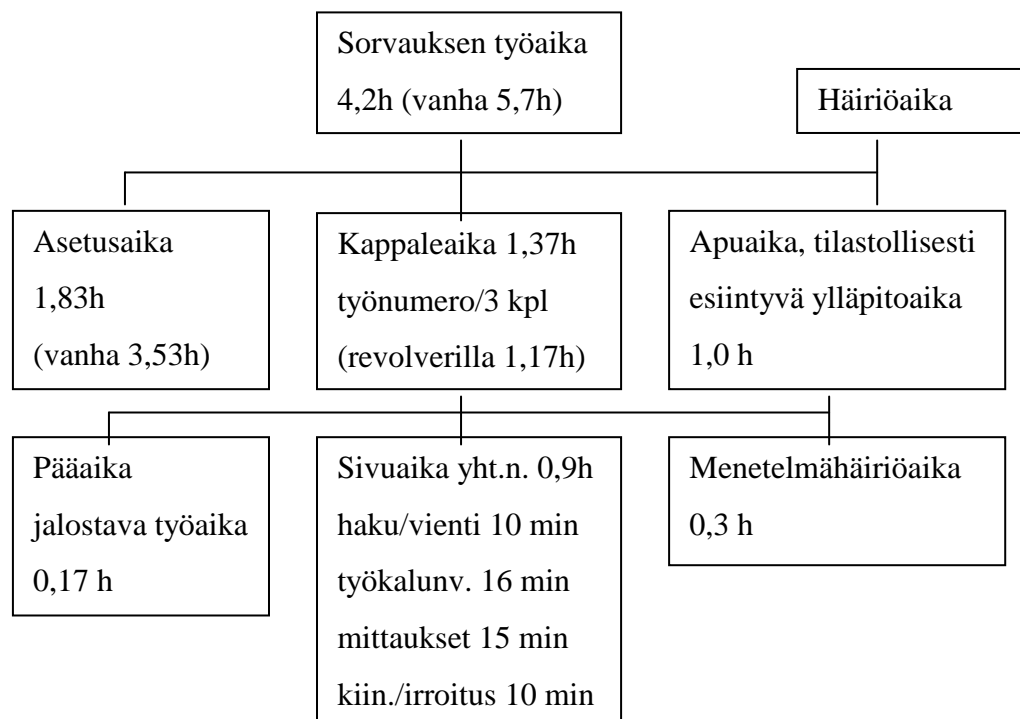 Sorvauksen työaika
4,2h (vanha 5,7h)
Häiriöaika
Asetusaika
1,83h
(vanha 3,53h)
Kappaleaika 1,37h
työnumero/3 kpl
(revolverilla 1,17h)
Apuaika, tilastollisesti
esiintyvä ylläpitoaika
1,0 h
Pääaika
jalostava työaika
0,17 h
Sivuaika yht.n. 0,9h
haku/vienti 10 min
työkalunv. 16 min
mittaukset 15 min
kiin./irroitus 10 min
Menetelmähäiriöaika
0,3 h